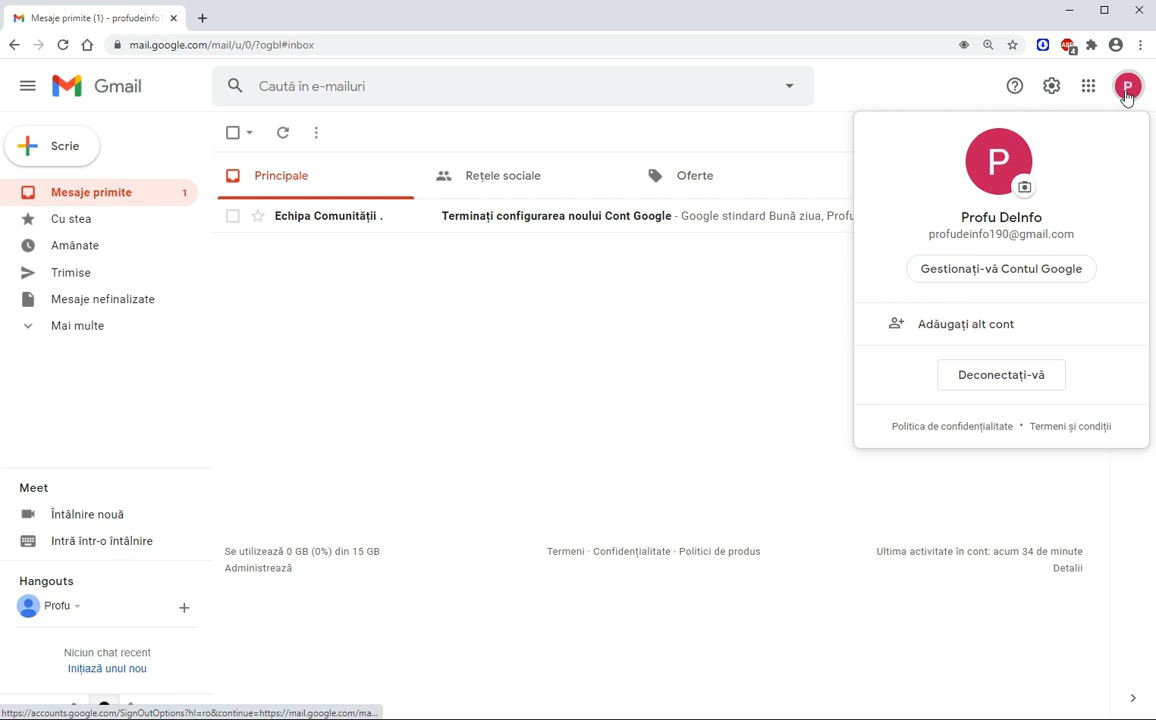 Mesaje primite (1) - profudeinfo1
mail.google.com/mail/u/0/?ogbl#inbox
4
Gmail
Caută în e-mailuri
P
Scrie
Mesaje primite 1
Cu stea
Amânate
Trimise
Mesaje nefinalizate
Mai multe
Principale
Rețele sociale
Oferte
Echipa Comunității . Terminați configurarea noului Cont Google - Google stindard Bună ziua, Profu
P
Profu DeInfo
profudeinfo190@gmail.com
Gestionați-vă Contul Google
Adăugați alt cont
Deconectați-vă
Politica de confidențialitate • Termeni și condiții
Meet
Întâlnire nouă
Intră într-o întâlnire
Hangouts
Profu
Niciun chat recent
Inițiază unul nou
Se utilizează 0 GB (0%) din 15 GB
Administrează
Termeni · Confidențialitate · Politici de produs
Ultima activitate în cont: acum 34 de minute
Detalii
https://accounts.google.com/SignOutOptions?hl=ro&continue=https://mail.google.com/ma...